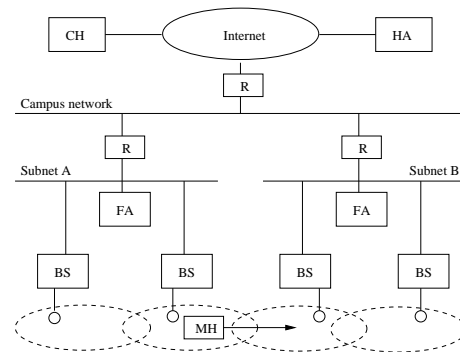 CH
Internet
HA
R
Campus network
R
R
Subnet A
Subnet B
FA
FA
BS
BS
BS
BS
MH